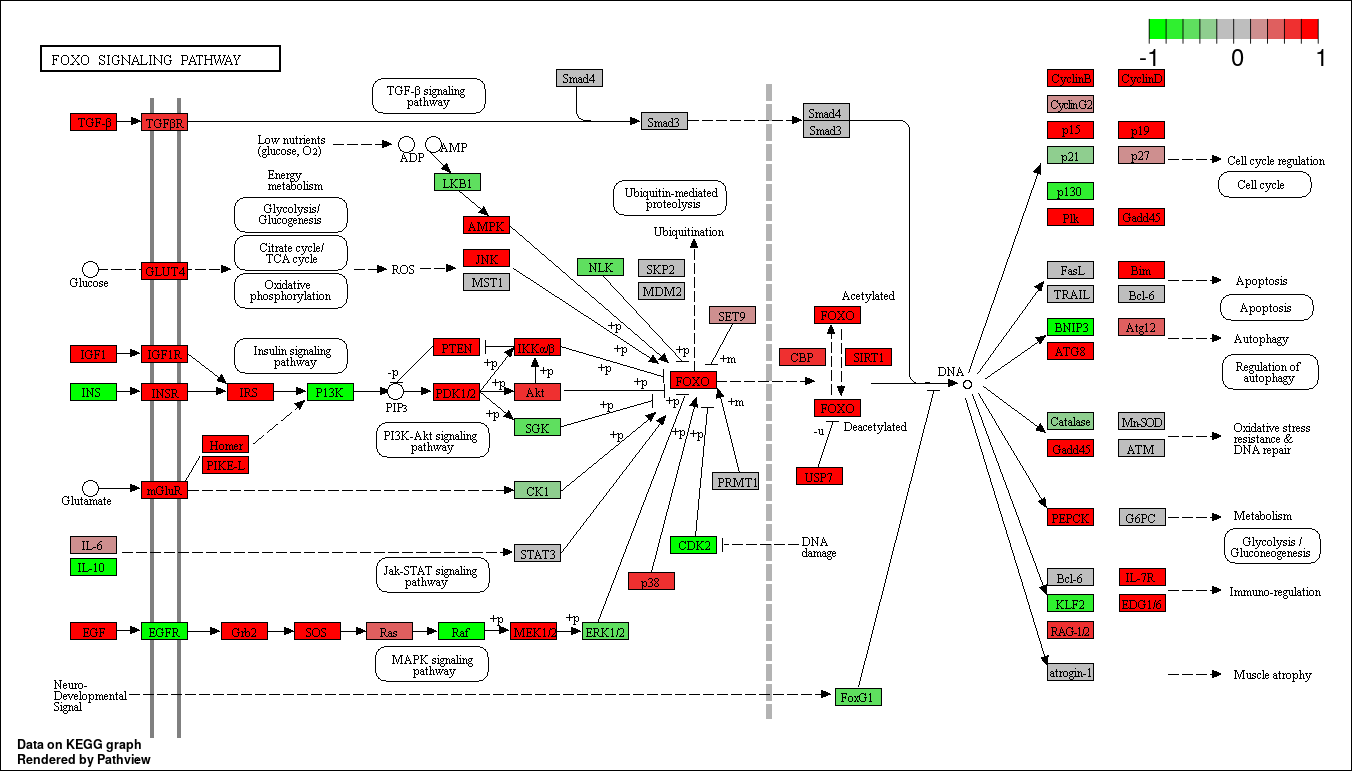 FOXO SIGNALING PATHWAY
-1 0 1
TGF-β
TGFβR
TGF-β signaling
pathway
Smad4
Smad3
Smad4
Smad3
Low nutrients
(glucose, O2)
ADP
AMP
LKB1
AMPK
Energy
metabolism
Glycolysis/
Glucogenesis
Citrate cycle/
TCA cycle
Oxidative
phosphorylation
Glucose
GLUT4
ROS
JNK
MST1
NLK
Ubiquitin-mediated
proteolysis
Ubiquitination
SKP2
MDM2
SET9
+p
+p
+p
+m
IGF1
IGF1R
INS
INSR
IRS
Insulin signaling
pathway
P13K
-p
PIP3
PTEN
PDK1/2
IKKα/β
Akt
SGK
+p
+p
+p
+p
+p
+p
+p
+p
+p
PI3K-Akt signaling
pathway
FOXO
+p
+p
+p
+m
Homer
PIKE-L
Glutamate
mGluR
CK1
IL-6
IL-10
STAT3
Jak-STAT signaling
pathway
PRMT1
CDK2
DNA
damage
p38
EGF
EGFR
Grb2
SOS
Ras
Raf
+p
MEK1/2
+p
ERK1/2
MAPK signaling
pathway
Neuro-
Developmental
Signal
FoxG1
Acetylated
FOXO
CBP
SIRT1
FOXO
Deacetylated
-u
USP7
DNA
CyclinB
CyclinD
CyclinG2
p15
p19
p21
p27
Cell cycle regulation
p130
Cell cycle
Plk
Gadd45
FasL
Bim
Apoptosis
TRAIL
Bcl-6
Apoptosis
BNIP3
Atg12
Autophagy
ATG8
Regulation of
autophagy
Catalase
Mn-SOD
Gadd45
ATM
Oxidative stress
resistance &
DNA repair
PEPCK
G6PC
Metabolism
Glycolysis /
Gluconeogenesis
Bcl-6
IL-7R
KLF2
EDG1/6
Immuno-regulation
RAG-1/2
atrogin-1
Muscle atrophy
Data on KEGG graph
Rendered by Pathview